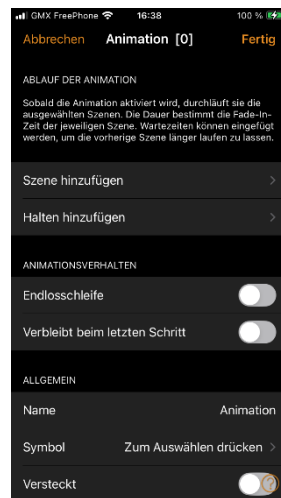 GMX FreePhone 16:38 100 %
Abbrechen Animation [0] Fertig
ABLAUF DER ANIMATION
Sobald die Animation aktiviert wird, durchläuft sie die
ausgewählten Szenen. Die Dauer bestimmt die Fade-In-
Zeit der jeweiligen Szene. Wartezeiten können eingefügt
werden, um die vorherige Szene länger laufen zu lassen.
Szene hinzufügen
Halten hinzufügen
ANIMATIONSVERHALTEN
Endlosschleife
Verbleibt beim letzten Schritt
ALLGEMEIN
Name Animation
Symbol Zum Auswählen drücken
Versteckt ?